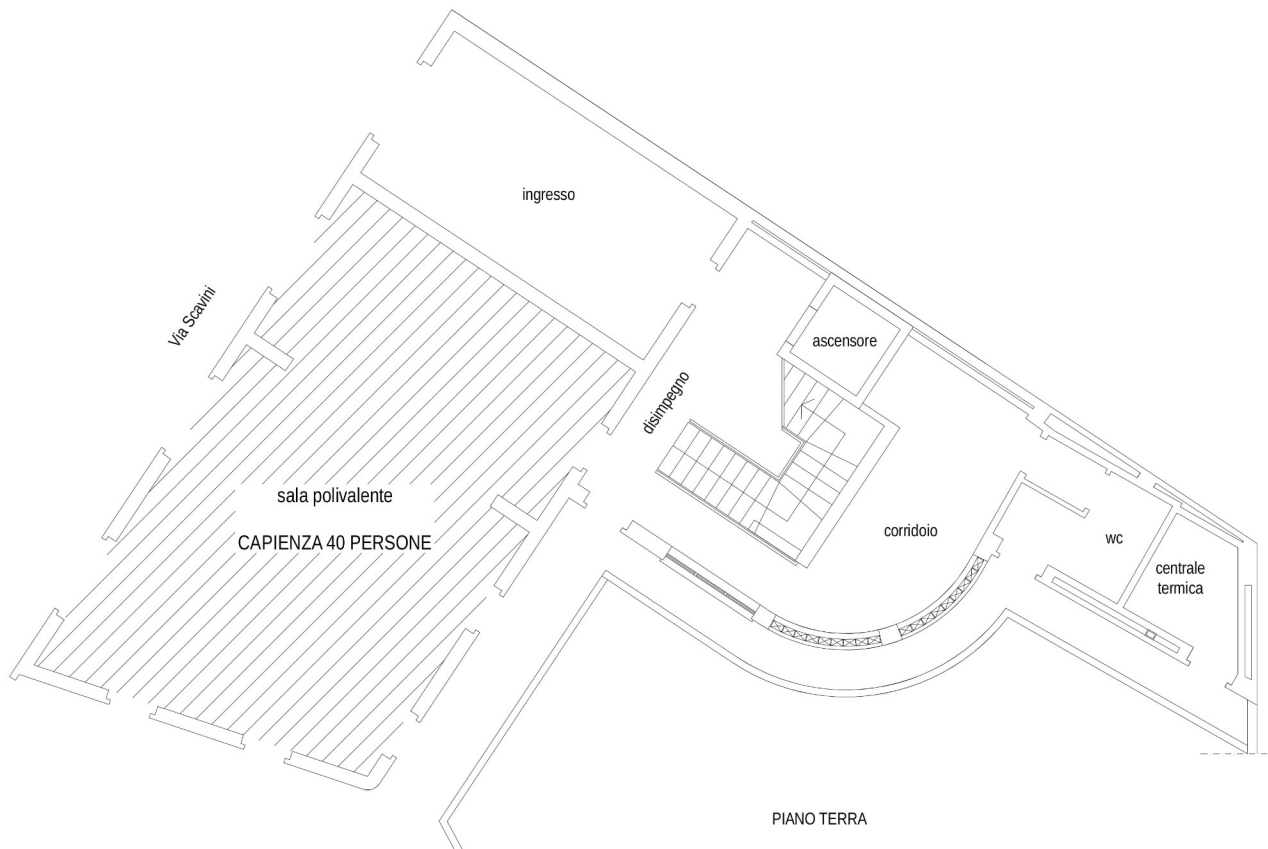 ingresso
Via Scavini
ascensore
disimpegno
sala polivalente
CAPIENZA 40 PERSONE
corridoio
wc
centrale
termica
PIANO TERRA